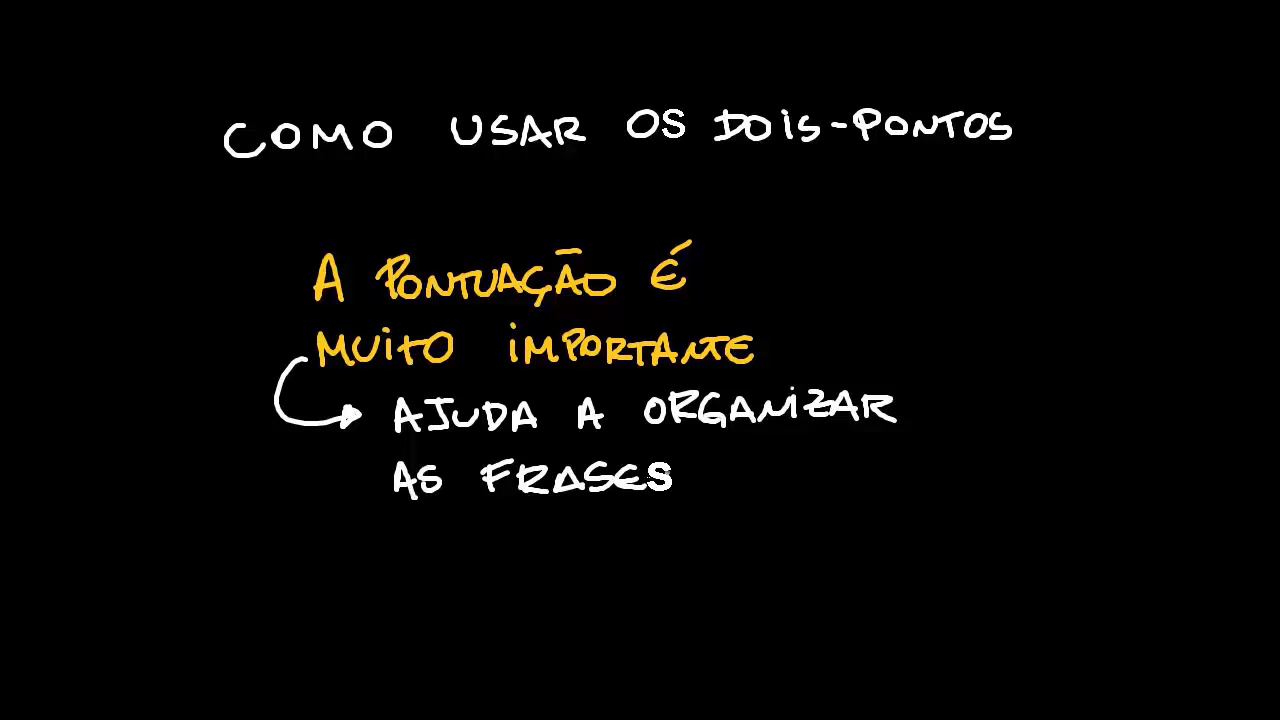 COMO USAR OS DOIS-PONTOS
A PONTUAÇÃO É
MUITO IMPORTANTE
AJUDA A ORGANIZAR
AS FRASES